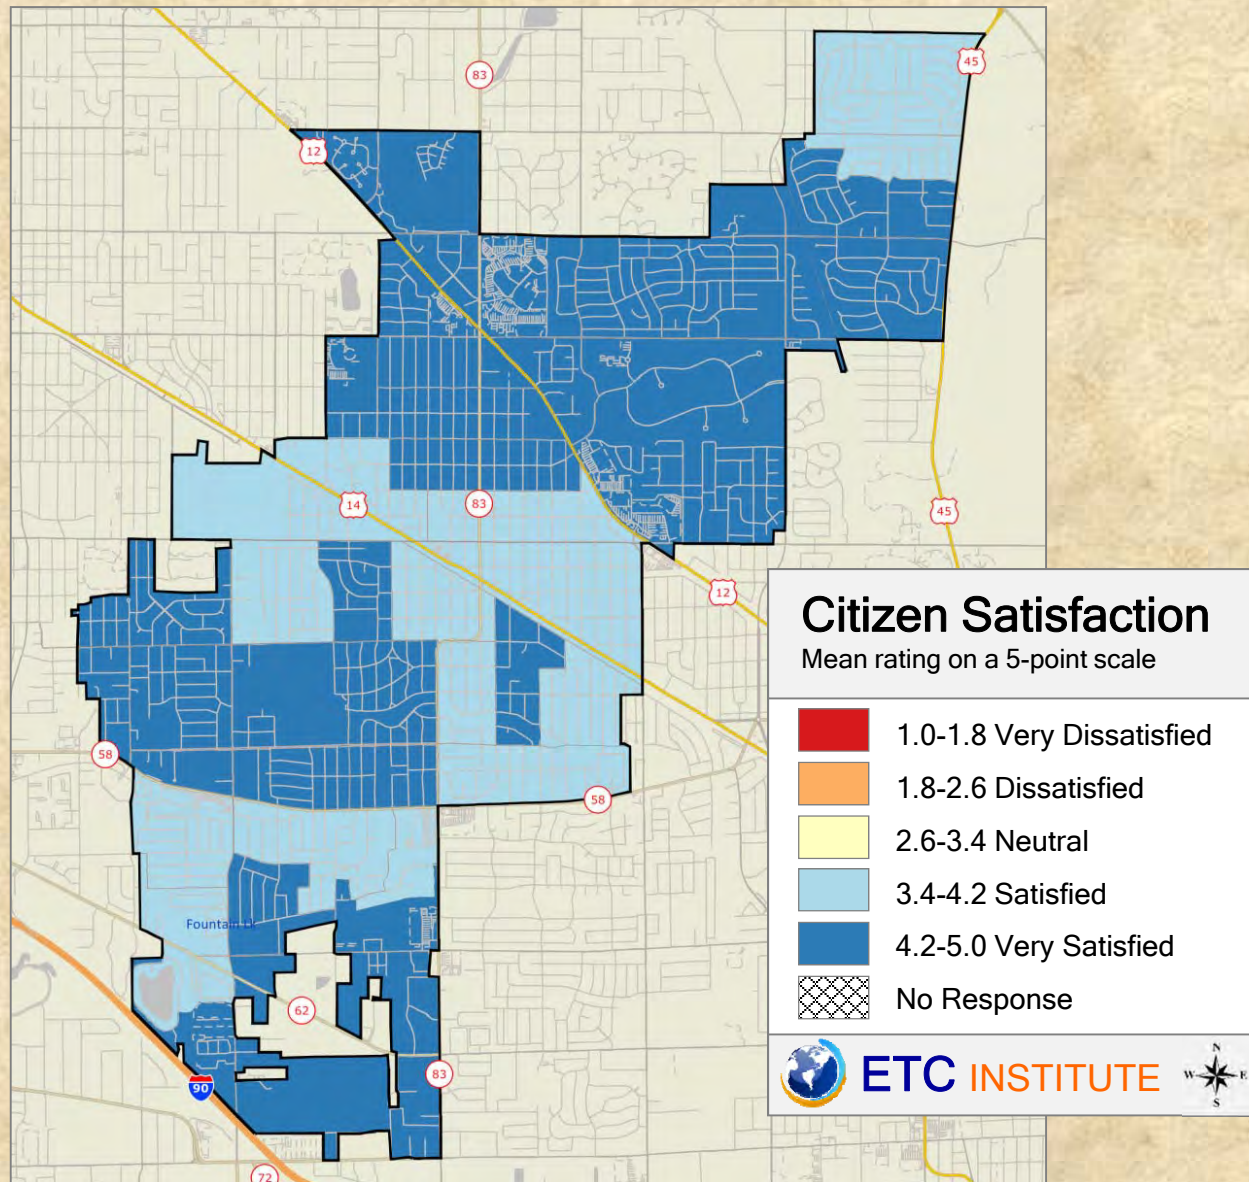 83
45
12
14
83
45
12
58
58
Fountain Lk
62
83
90
72
Citizen Satisfaction
Mean rating on a 5-point scale
1.0-1.8 Very Dissatisfied
1.8-2.6 Dissatisfied
2.6-3.4 Neutral
3.4-4.2 Satisfied
4.2-5.0 Very Satisfied
No Response
ETC INSTITUTE
N
W E
S